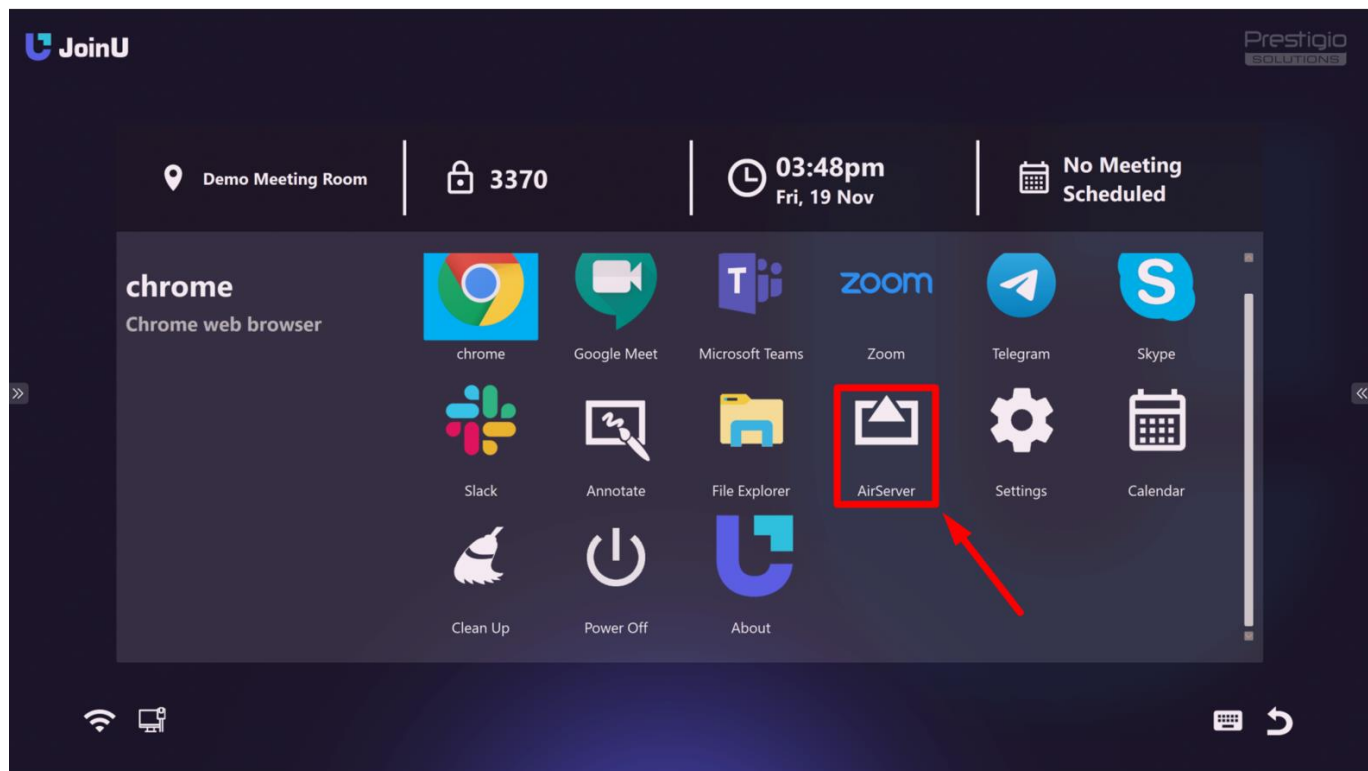 JoinU
Prestigio
SOLUTIONS
Demo Meeting Room
3370
03:48pm
Fri, 19 Nov
No Meeting
Scheduled
chrome
Chrome web browser
chrome
Google Meet
Microsoft Teams
zoom
Zoom
Telegram
Skype
Slack
Annotate
File Explorer
AirServer
Settings
Calendar
Clean Up
Power Off
About